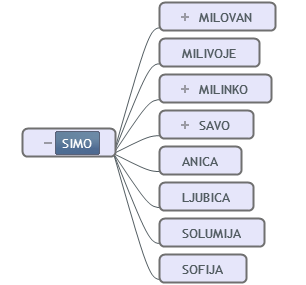 SIMO
MILOVAN
MILIVOJE
MILINKO
SAVO
ANICA
LJUBICA
SOLUMIJA
SOFIJA